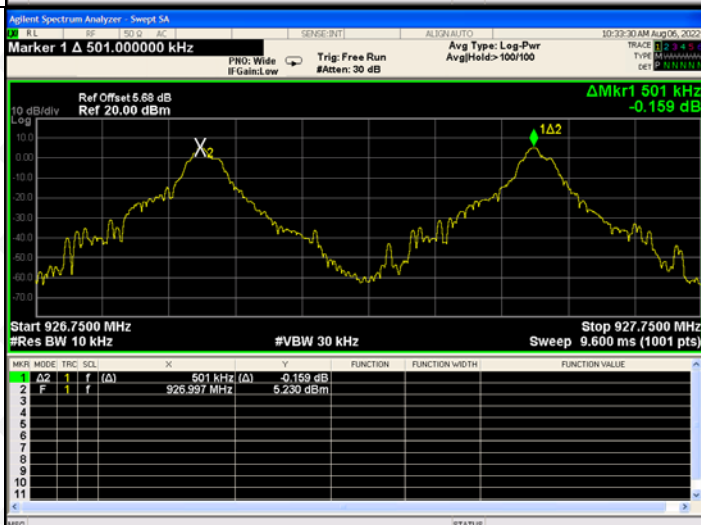 Agilent Spectrum Analyzer - Swept SA
RL RF 50 Ω AC SENSE:INT ALIGN AUTO 10:33:30 AM Aug 06, 2022
Marker 1 Δ 501.000000 kHz
PNO: Wide Trig: Free Run Avg Type: Log-Pwr TRACE 1 2 3 4 5 6
IFGain:Low #Atten: 30 dB Avg|Hold:>100/100 TYPE M
DET P N N N N N
ΔMkr1 501 kHz
-0.159 dB
Ref Offset 5.68 dB
10 dB/div Ref 20.00 dBm
Log
1Δ2
10.0
X2
0.00
-10.0
-20.0
-30.0
-40.0
-50.0
-60.0
-70.0
Start 926.7500 MHz Stop 927.7500 MHz
#Res BW 10 kHz #VBW 30 kHz Sweep 9.600 ms (1001 pts)
MKR MODE TRC SCL X Y FUNCTION FUNCTION WIDTH FUNCTION VALUE
1 Δ2 1 f (Δ) 501 kHz (Δ) -0.159 dB
2 F 1 f 926.997 MHz 5.230 dBm
3
4
5
6
7
8
9
10
11
MSG STATUS